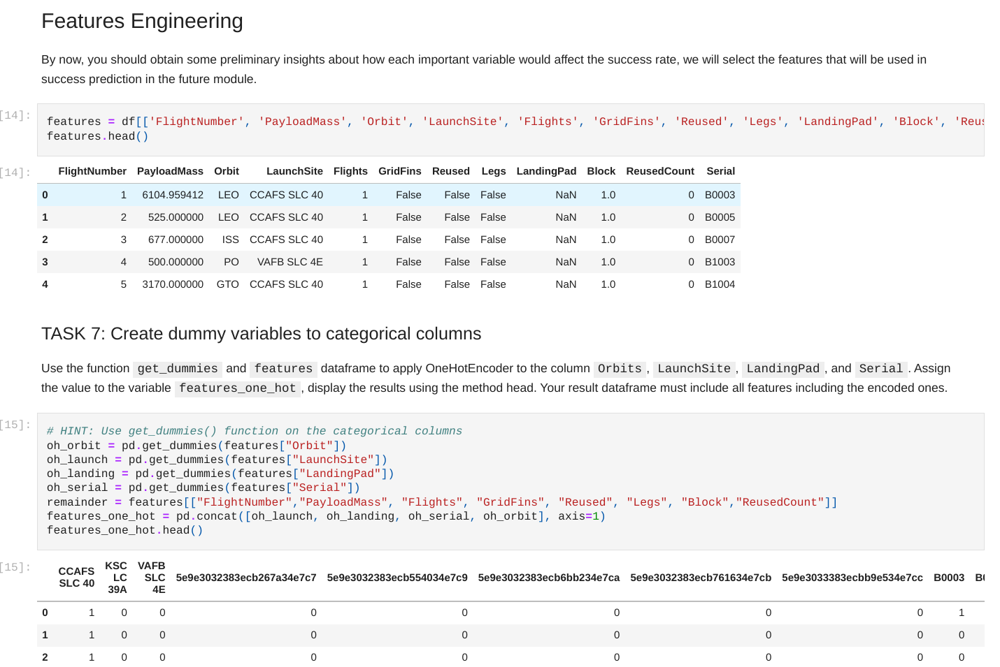 Features Engineering
By now, you should obtain some preliminary insights about how each important variable would affect the success rate, we will select the features that will be used in
success prediction in the future module.
[14]: features = df[['FlightNumber', 'PayloadMass', 'Orbit', 'LaunchSite', 'Flights', 'GridFins', 'Reused', 'Legs', 'LandingPad', 'Block', 'Reus
features.head()
[14]: FlightNumber PayloadMass Orbit LaunchSite Flights GridFins Reused Legs LandingPad Block ReusedCount Serial
0 1 6104.959412 LEO CCAFS SLC 40 1 False False False NaN 1.0 0 B0003
1 2 525.000000 LEO CCAFS SLC 40 1 False False False NaN 1.0 0 B0005
2 3 677.000000 ISS CCAFS SLC 40 1 False False False NaN 1.0 0 B0007
3 4 500.000000 PO VAFB SLC 4E 1 False False False NaN 1.0 0 B1003
4 5 3170.000000 GTO CCAFS SLC 40 1 False False False NaN 1.0 0 B1004
TASK 7: Create dummy variables to categorical columns
Use the function get_dummies and features dataframe to apply OneHotEncoder to the column Orbits, LaunchSite, LandingPad, and Serial. Assign
the value to the variable features_one_hot, display the results using the method head. Your result dataframe must include all features including the encoded ones.
[15]: # HINT: Use get_dummies() function on the categorical columns
oh_orbit = pd.get_dummies(features["Orbit"])
oh_launch = pd.get_dummies(features["LaunchSite"])
oh_landing = pd.get_dummies(features["LandingPad"])
oh_serial = pd.get_dummies(features["Serial"])
remainder = features[["FlightNumber","PayloadMass", "Flights", "GridFins", "Reused", "Legs", "Block","ReusedCount"]]
features_one_hot = pd.concat([oh_launch, oh_landing, oh_serial, oh_orbit], axis=1)
features_one_hot.head()
[15]: CCAFS SLC 40 KSC LC 39A VAFB SLC 4E 5e9e3032383ecb267a34e7c7 5e9e3032383ecb554034e7c9 5e9e3032383ecb6bb234e7ca 5e9e3032383ecb761634e7cb 5e9e3033383ecbb9e534e7cc B0003
0 1 0 0 0 0 0 0 0 1
1 1 0 0 0 0 0 0 0 0
2 1 0 0 0 0 0 0 0 0